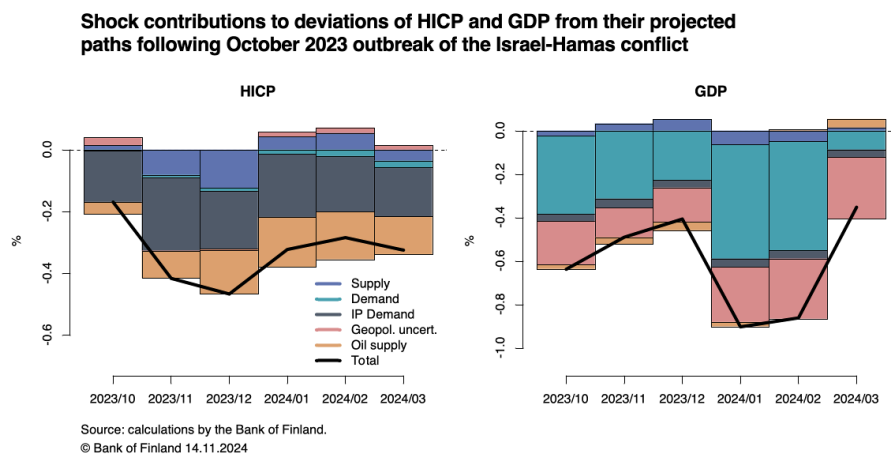 Shock contributions to deviations of HICP and GDP from their projected
paths following October 2023 outbreak of the Israel-Hamas conflict
HICP
%
0.0
-0.2
-0.4
-0.6
Supply
Demand
IP Demand
Geopol. uncert.
Oil supply
Total
2023/10 2023/11 2023/12 2024/01 2024/02 2024/03
GDP
%
0.0
-0.2
-0.4
-0.6
-0.8
-1.0
2023/10 2023/11 2023/12 2024/01 2024/02 2024/03
Source: calculations by the Bank of Finland.
© Bank of Finland 14.11.2024